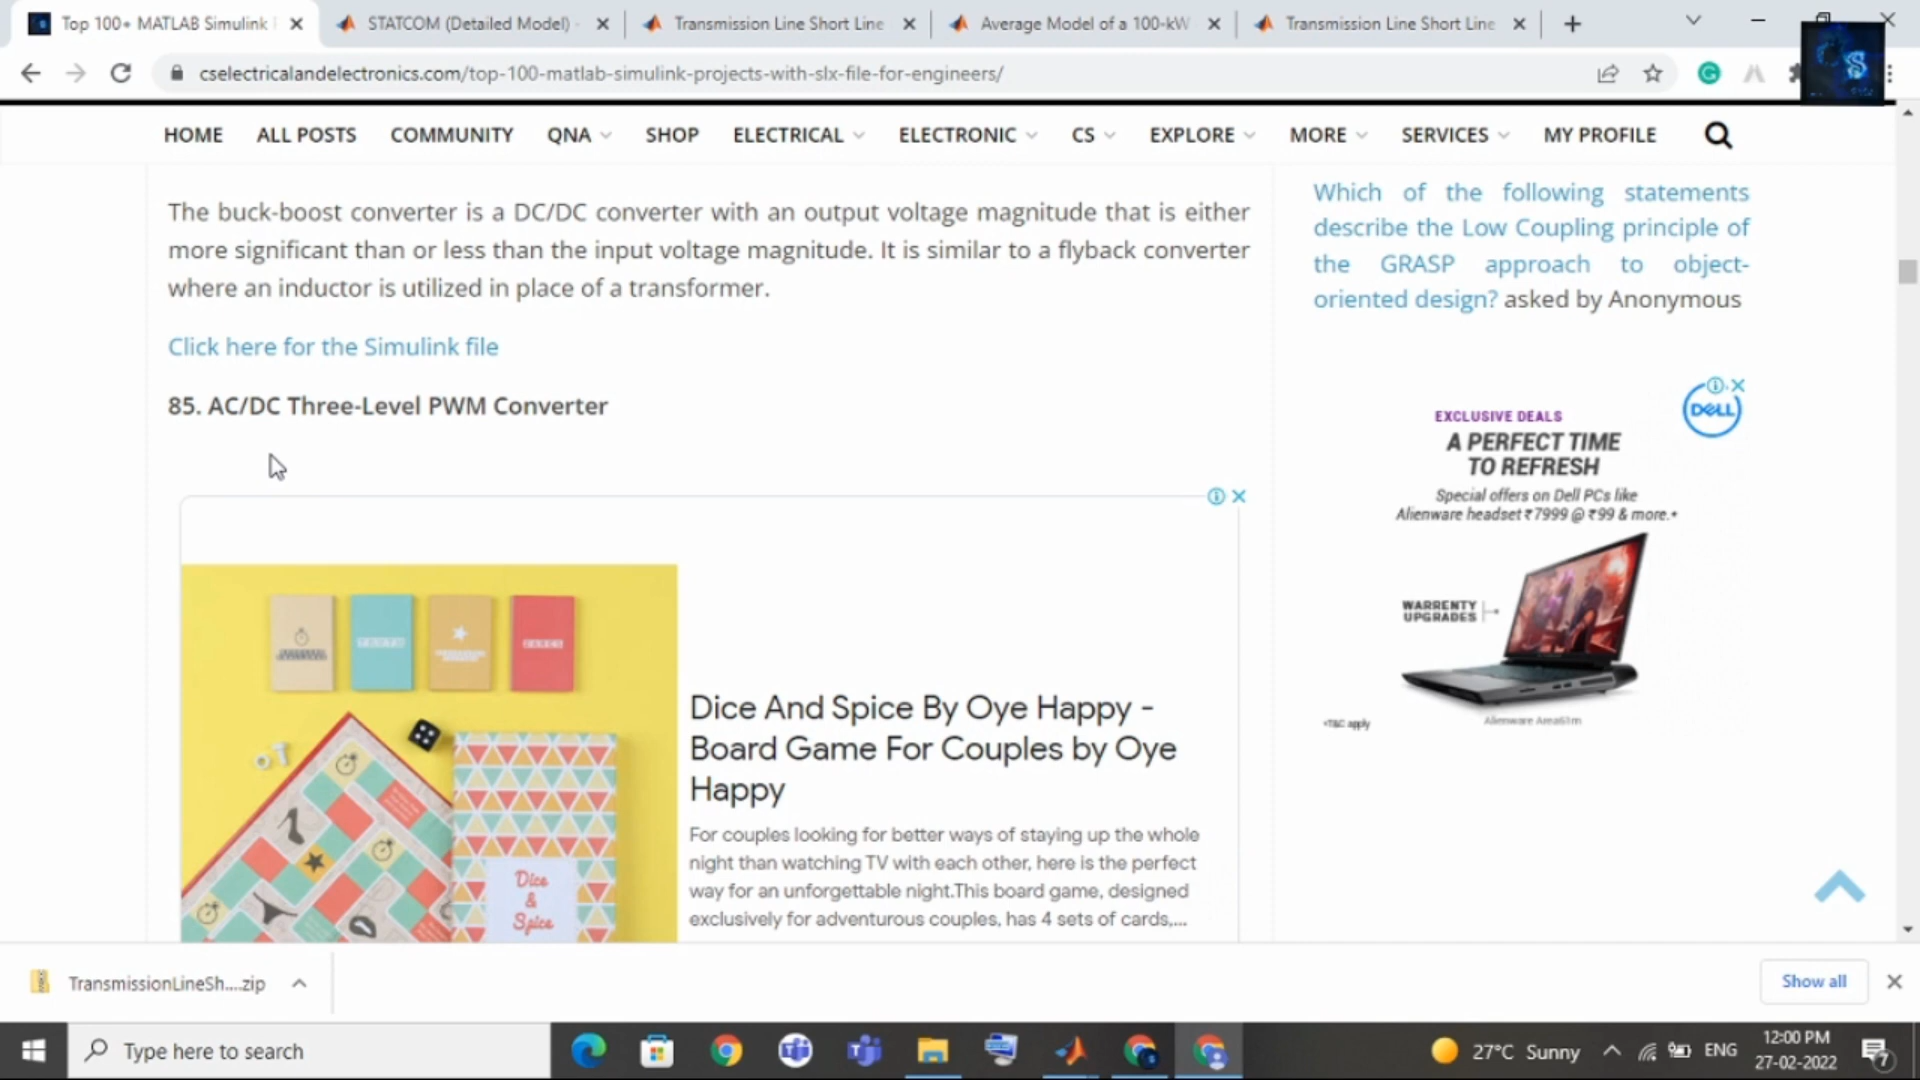 Top 100+ MATLAB Simulink
STATCOM (Detailed Model) -
Transmission Line Short Line
Average Model of a 100-kW
Transmission Line Short Line
cselectricalandelectronics.com/top-100-matlab-simulink-projects-with-slx-file-for-engineers/
HOME ALL POSTS COMMUNITY QNA SHOP ELECTRICAL ELECTRONIC CS EXPLORE MORE SERVICES MY PROFILE
The buck-boost converter is a DC/DC converter with an output voltage magnitude that is either
more significant than or less than the input voltage magnitude. It is similar to a flyback converter
where an inductor is utilized in place of a transformer.
Click here for the Simulink file
85. AC/DC Three-Level PWM Converter
Which of the following statements
describe the Low Coupling principle of
the GRASP approach to object-
oriented design? asked by Anonymous
DELL
EXCLUSIVE DEALS
A PERFECT TIME
TO REFRESH
Special offers on Dell PCs like
Alienware headset ₹7999 @ ₹99 & more.*
WARRENTY
UPGRADES
*T&C apply
Alienware Area51m
Dice
&
Spice
Dice And Spice By Oye Happy -
Board Game For Couples by Oye
Happy
For couples looking for better ways of staying up the whole
night than watching TV with each other, here is the perfect
way for an unforgettable night.This board game, designed
exclusively for adventurous couples, has 4 sets of cards,...
TransmissionLineSh....zip
Show all
Type here to search
27°C Sunny
ENG
12:00 PM
27-02-2022
7